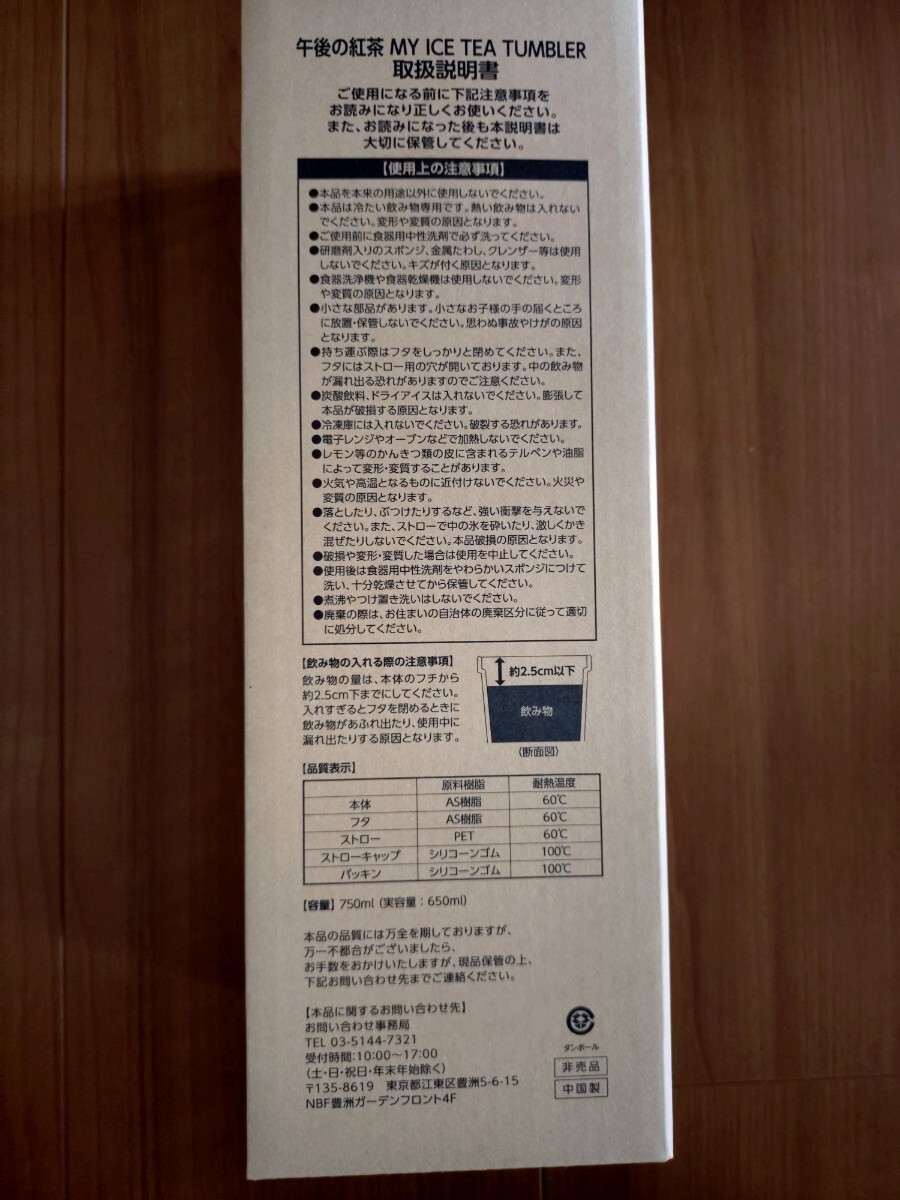 午後の紅茶 MY ICE TEA TUMBLER
取扱説明書
ご使用になる前に下記注意事項を
お読みになり正しくお使いください。
また、お読みになった後も本説明書は
大切に保管してください。
【使用上の注意事項】
●本品を本来の用途以外に使用しないでください。
●本品は冷たい飲み物専用です。熱い飲み物は入れない
でください。変形や変質の原因となります。
●ご使用前に食器用中性洗剤で必ず洗ってください。
●研磨剤入りのスポンジ、金属たわし、クレンザー等は使用
しないでください。キズが付く原因となります。
●食器洗浄機や食器乾燥機は使用しないでください。変形
や変質の原因となります。
●小さな部品があります。小さなお子様の手の届くところ
に放置・保管しないでください。思わぬ事故やけがの原因
となります。
●持ち運ぶ際はフタをしっかりと閉めてください。また、
フタにはストロー用の穴が開いております。中の飲み物
が漏れ出る恐れがありますのでご注意ください。
●炭酸飲料、ドライアイスは入れないでください。膨張して
本品が破損する原因となります。
●冷凍庫には入れないでください。破裂する恐れがあります。
●電子レンジやオーブンなどで加熱しないでください。
●レモン等のかんきつ類の皮に含まれるテルペンや油脂
によって変形・変質することがあります。
●火気や高温となるものに近付けないでください。火災や
変質の原因となります。
●落としたり、ぶつけたりするなど、強い衝撃を与えないで
ください。また、ストローで中の氷を砕いたり、激しくかき
混ぜたりしないでください。本品破損の原因となります。
●破損や変形・変質した場合は使用を中止してください。
●使用後は食器用中性洗剤をやわらかいスポンジにつけて
洗い、十分乾燥させてから保管してください。
●煮沸やつけ置き洗いはしないでください。
●廃棄の際は、お住まいの自治体の廃棄区分に従って適切
に処分してください。
【飲み物の入れる際の注意事項】
飲み物の量は、本体のフチから
約2.5cm下までにしてください。
入れすぎるとフタを閉めるときに
飲み物があふれ出たり、使用中に
漏れ出たりする原因となります。
約2.5cm以下
飲み物
(断面図)
【品質表示】
原料樹脂 耐熱温度
本体 AS樹脂 60℃
フタ AS樹脂 60℃
ストロー PET 60℃
ストローキャップ シリコーンゴム 100℃
パッキン シリコーンゴム 100℃
【容量】750ml (実容量:650ml)
本品の品質には万全を期しておりますが、
万一不都合がございましたら、
お手数をおかけいたしますが、現品保管の上、
下記お問い合わせ先までご連絡ください。
【本品に関するお問い合わせ先】
お問い合わせ事務局
TEL 03-5144-7321
受付時間:10:00~17:00
(土・日・祝日・年末年始除く)
〒135-8619 東京都江東区豊洲5-6-15
NBF豊洲ガーデンフロント4F
ダンボール
非売品
中国製